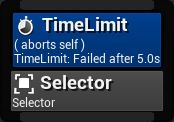 TimeLimit
( aborts self )
TimeLimit: Failed after 5.0s
Selector
Selector